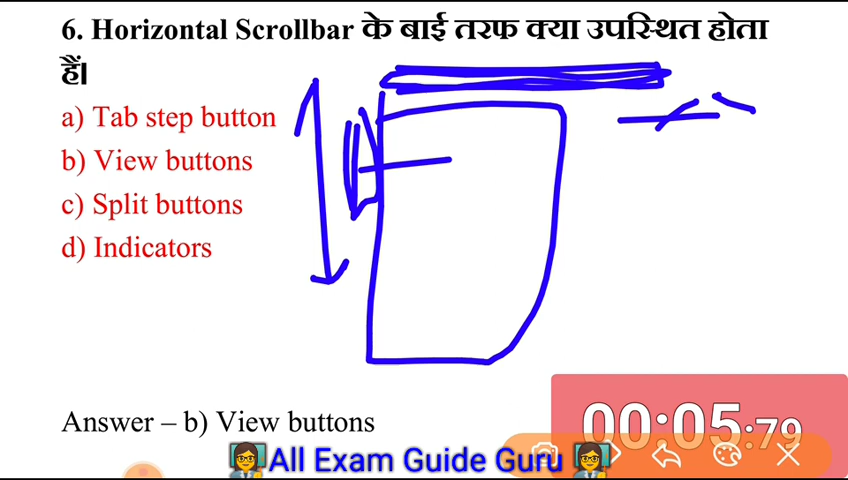 6. Horizontal Scrollbar के बाई तरफ क्या उपस्थित होता
हैं।
a) Tab step button
b) View buttons
c) Split buttons
d) Indicators
Answer – b) View buttons
00:05:79
All Exam Guide Guru